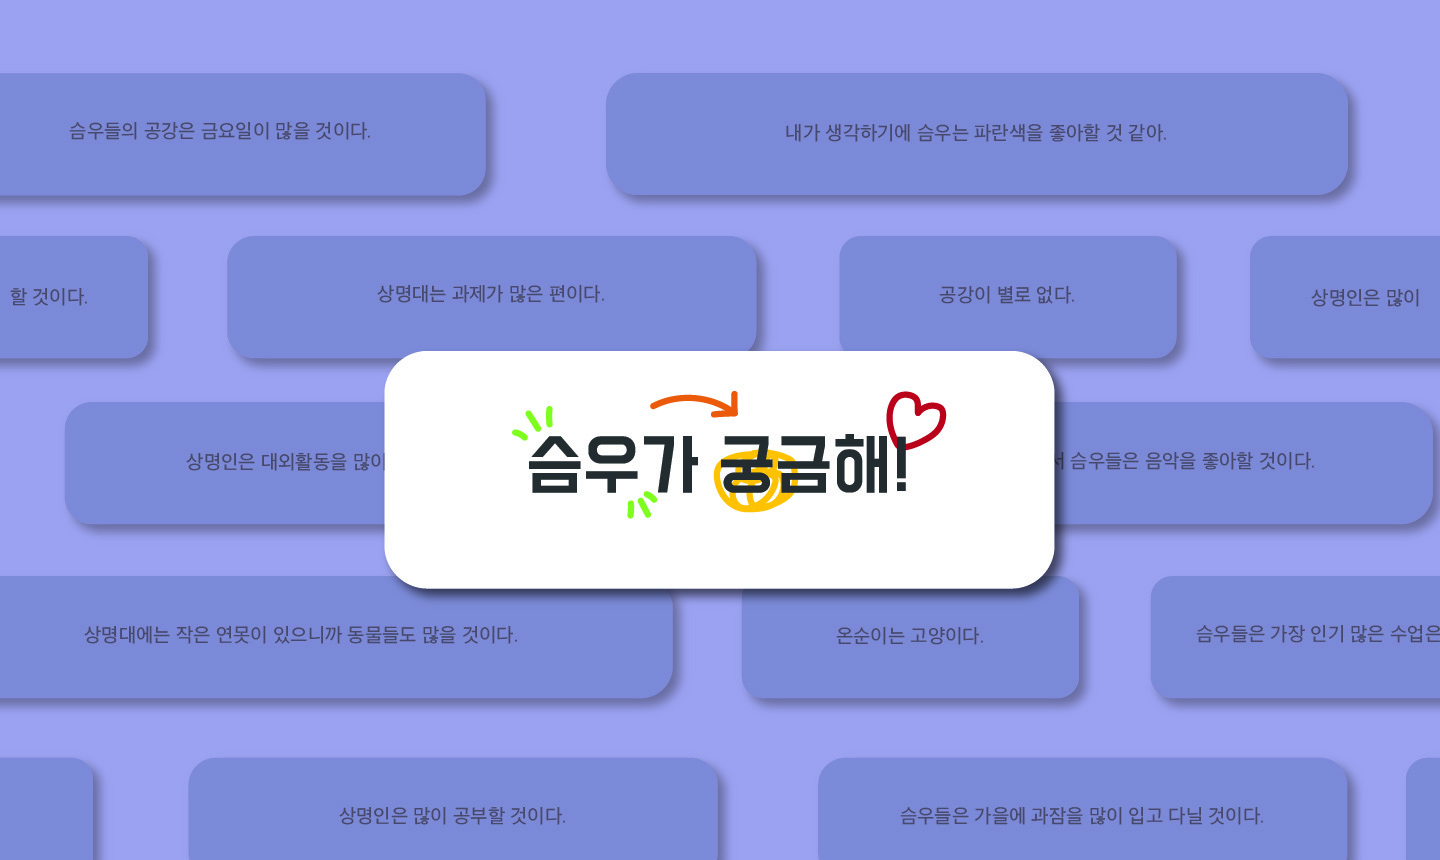 슴우들의 공강은 금요일이 많을 것이다.
내가 생각하기에 슴우는 파란색을 좋아할 것 같아.
할 것이다.
상명대는 과제가 많은 편이다.
공강이 별로 없다.
상명인은 많이
슴우가 궁금해!
상명인은 대외활동을 많이
슴우들은 음악을 좋아할 것이다.
상명대에는 작은 연못이 있으니까 동물들도 많을 것이다.
온순이는 고양이다.
슴우들은 가장 인기 많은 수업은
상명인은 많이 공부할 것이다.
슴우들은 가을에 과잠을 많이 입고 다닐 것이다.